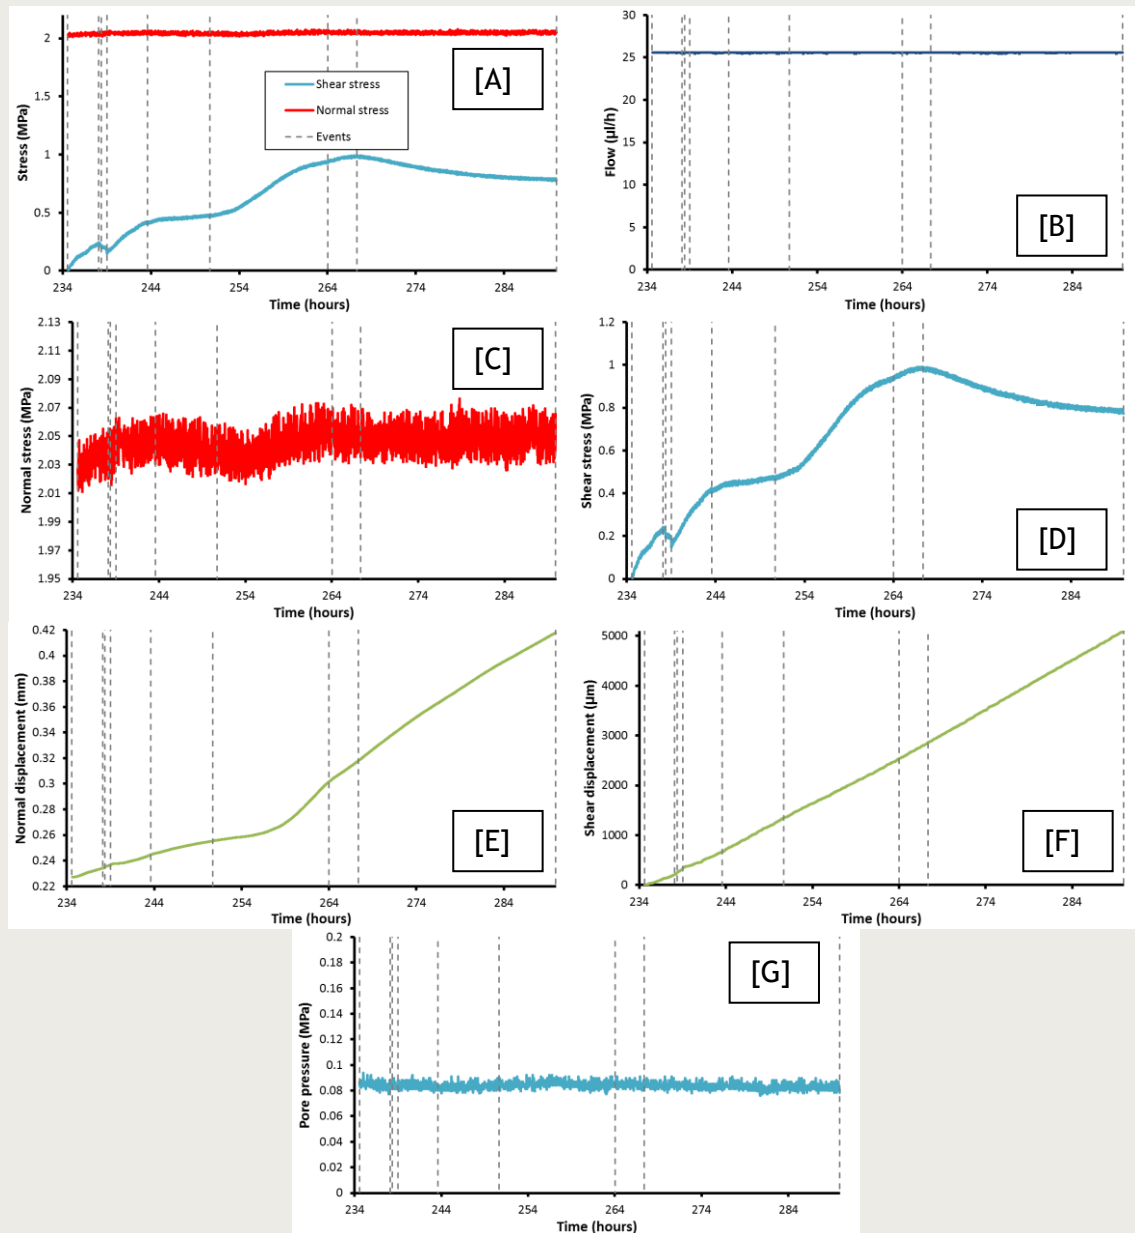 [A]
Stress (MPa)
2
1.5
1
0.5
0
Shear stress
Normal stress
Events
234 244 254 264 274 284
Time (hours)
[B]
Flow (µl/h)
30
25
20
15
10
5
0
234 244 254 264 274 284
Time (hours)
[C]
Normal stress (MPa)
2.13
2.11
2.09
2.07
2.05
2.03
2.01
1.99
1.97
1.95
234 244 254 264 274 284
Time (hours)
[D]
Shear stress (MPa)
1.2
1
0.8
0.6
0.4
0.2
0
234 244 254 264 274 284
Time (hours)
[E]
Normal displacement (mm)
0.42
0.4
0.38
0.36
0.34
0.32
0.3
0.28
0.26
0.24
0.22
234 244 254 264 274 284
Time (hours)
[F]
Shear displacement (µm)
5000
4000
3000
2000
1000
0
234 244 254 264 274 284
Time (hours)
[G]
Pore pressure (MPa)
0.2
0.18
0.16
0.14
0.12
0.1
0.08
0.06
0.04
0.02
0
234 244 254 264 274 284
Time (hours)